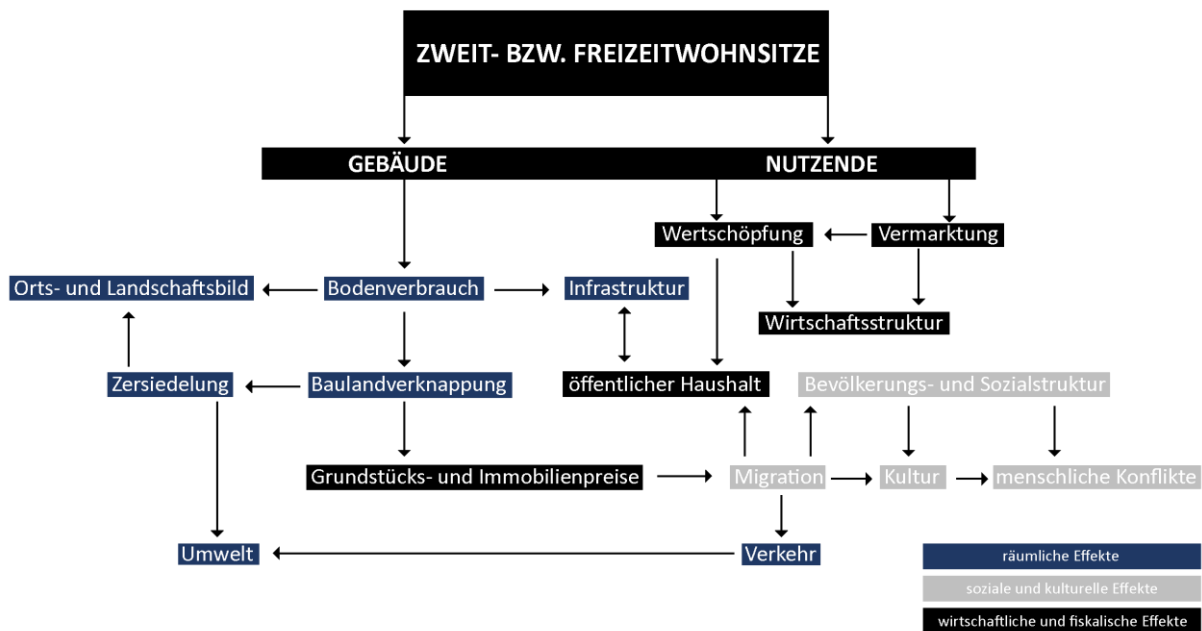 ZWEIT- BZW. FREIZEITWOHNSITZE
GEBÄUDE NUTZENDE
Wertschöpfung Vermarktung
Orts- und Landschaftsbild Bodenverbrauch Infrastruktur
Wirtschaftsstruktur
Zersiedelung Baulandverknappung öffentlicher Haushalt Bevölkerungs- und Sozialstruktur
Grundstücks- und Immobilienpreise Migration Kultur menschliche Konflikte
Umwelt Verkehr
räumliche Effekte
soziale und kulturelle Effekte
wirtschaftliche und fiskalische Effekte